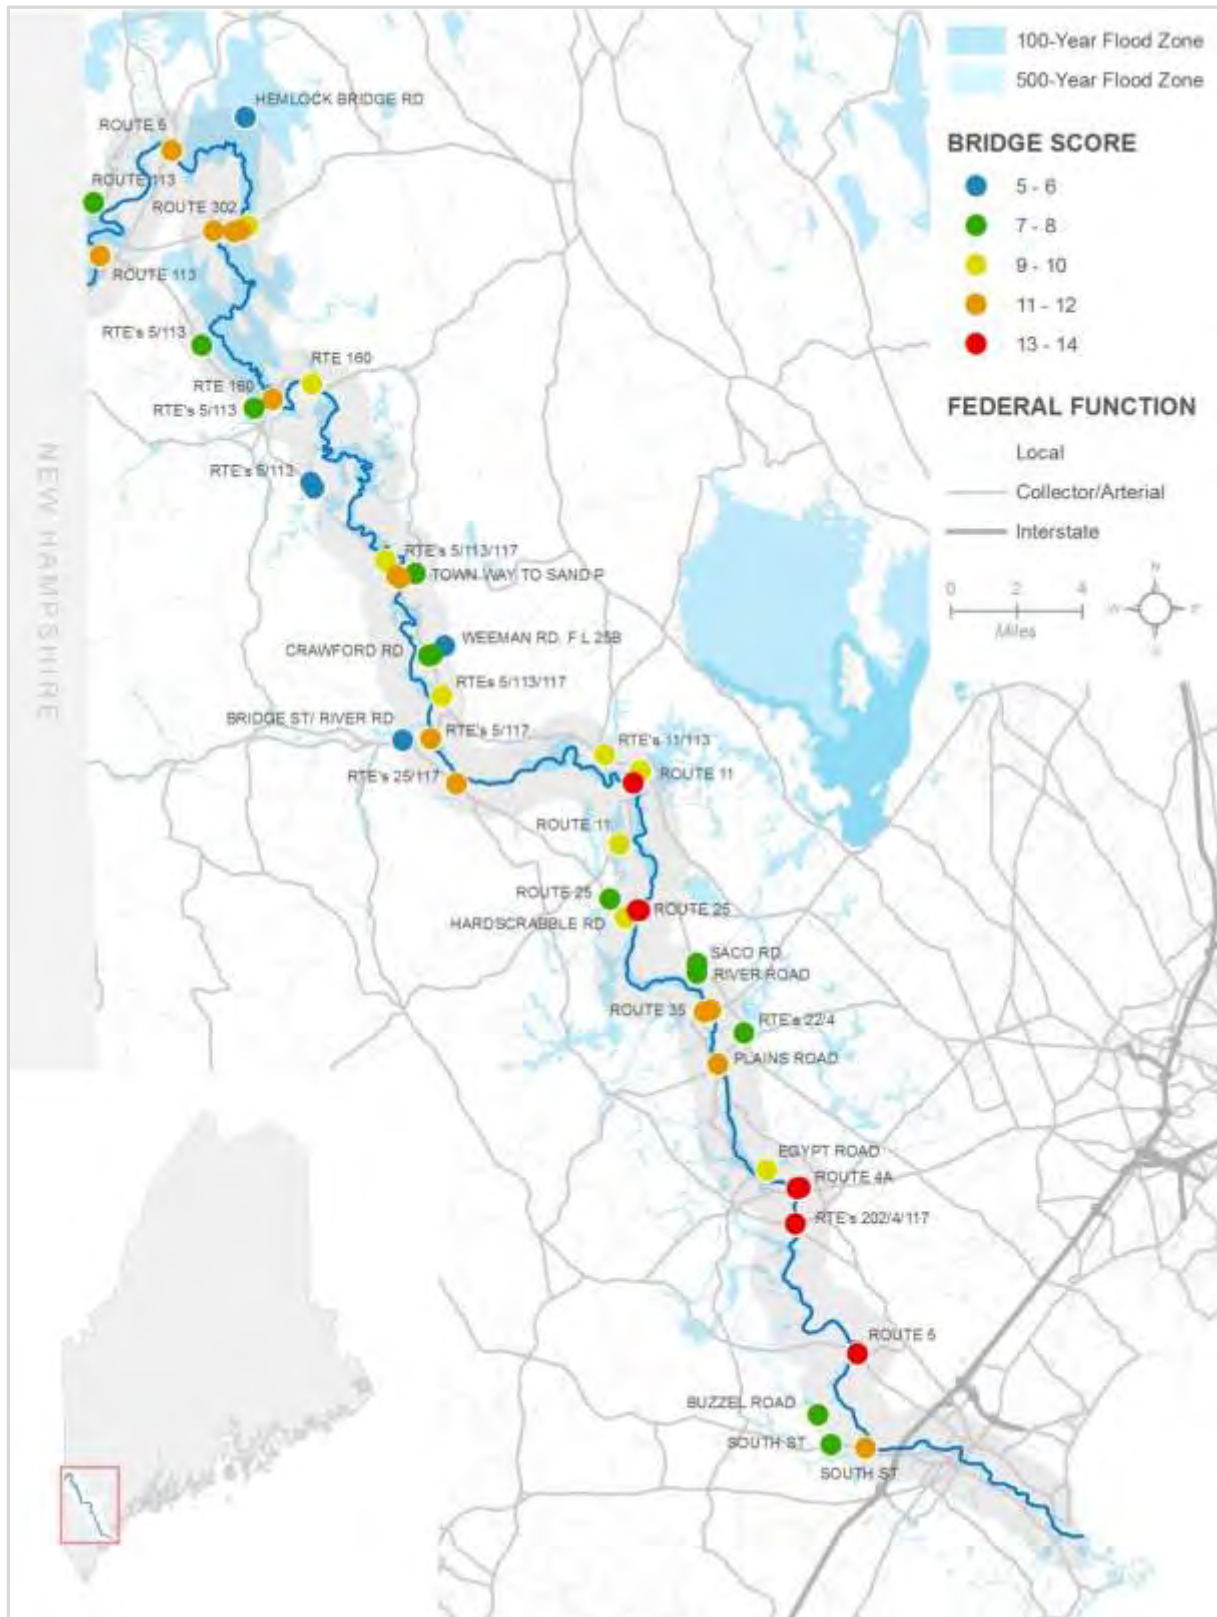 100-Year Flood Zone
500-Year Flood Zone
BRIDGE SCORE
5 - 6
7 - 8
9 - 10
11 - 12
13 - 14
FEDERAL FUNCTION
Local
Collector/Arterial
Interstate
0 2 4
Miles
N
W E
S
NEW HAMPSHIRE
HEMLOCK BRIDGE RD
ROUTE 5
ROUTE 113
ROUTE 302
ROUTE 113
RTE's 5/113
RTE 160
RTE 160
RTE's 5/113
RTE's 5/113
RTE's 5/113/117
TOWN WAY TO SAND P
WEEMAN RD. F L 25B
CRAWFORD RD
RTEs 5/113/117
BRIDGE ST/ RIVER RD
RTE's 5/117
RTE's 11/113
RTE's 25/117
ROUTE 11
ROUTE 11
ROUTE 25
ROUTE 25
HARDSCRABBLE RD
SACO RD.
RIVER ROAD
ROUTE 35
RTE's 22/4
PLAINS ROAD
EGYPT ROAD
ROUTE 4A
RTE's 202/4/117
ROUTE 5
BUZZEL ROAD
SOUTH ST
SOUTH ST